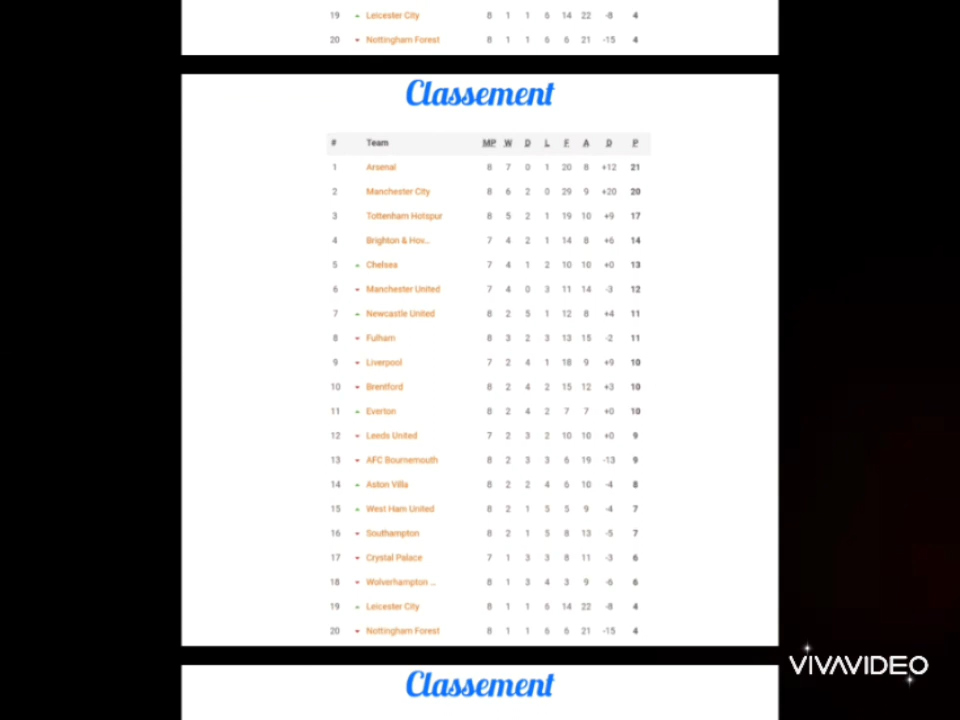 19 Leicester City 8 1 1 6 14 22 -8 4
20 Nottingham Forest 8 1 1 6 6 21 -15 4
Classement
# Team MP W D L F A D P
1 Arsenal 8 7 0 1 20 8 +12 21
2 Manchester City 8 6 2 0 29 9 +20 20
3 Tottenham Hotspur 8 5 2 1 19 10 +9 17
4 Brighton & Hov... 7 4 2 1 14 8 +6 14
5 Chelsea 7 4 1 2 10 10 +0 13
6 Manchester United 7 4 0 3 11 14 -3 12
7 Newcastle United 8 2 5 1 12 8 +4 11
8 Fulham 8 3 2 3 13 15 -2 11
9 Liverpool 7 2 4 1 18 9 +9 10
10 Brentford 8 2 4 2 15 12 +3 10
11 Everton 8 2 4 2 7 7 +0 10
12 Leeds United 7 2 3 2 10 10 +0 9
13 AFC Bournemouth 8 2 3 3 6 19 -13 9
14 Aston Villa 8 2 2 4 6 10 -4 8
15 West Ham United 8 2 1 5 5 9 -4 7
16 Southampton 8 2 1 5 8 13 -5 7
17 Crystal Palace 7 1 3 3 8 11 -3 6
18 Wolverhampton ... 8 1 3 4 3 9 -6 6
19 Leicester City 8 1 1 6 14 22 -8 4
20 Nottingham Forest 8 1 1 6 6 21 -15 4
Classement
VIVAVIDEO